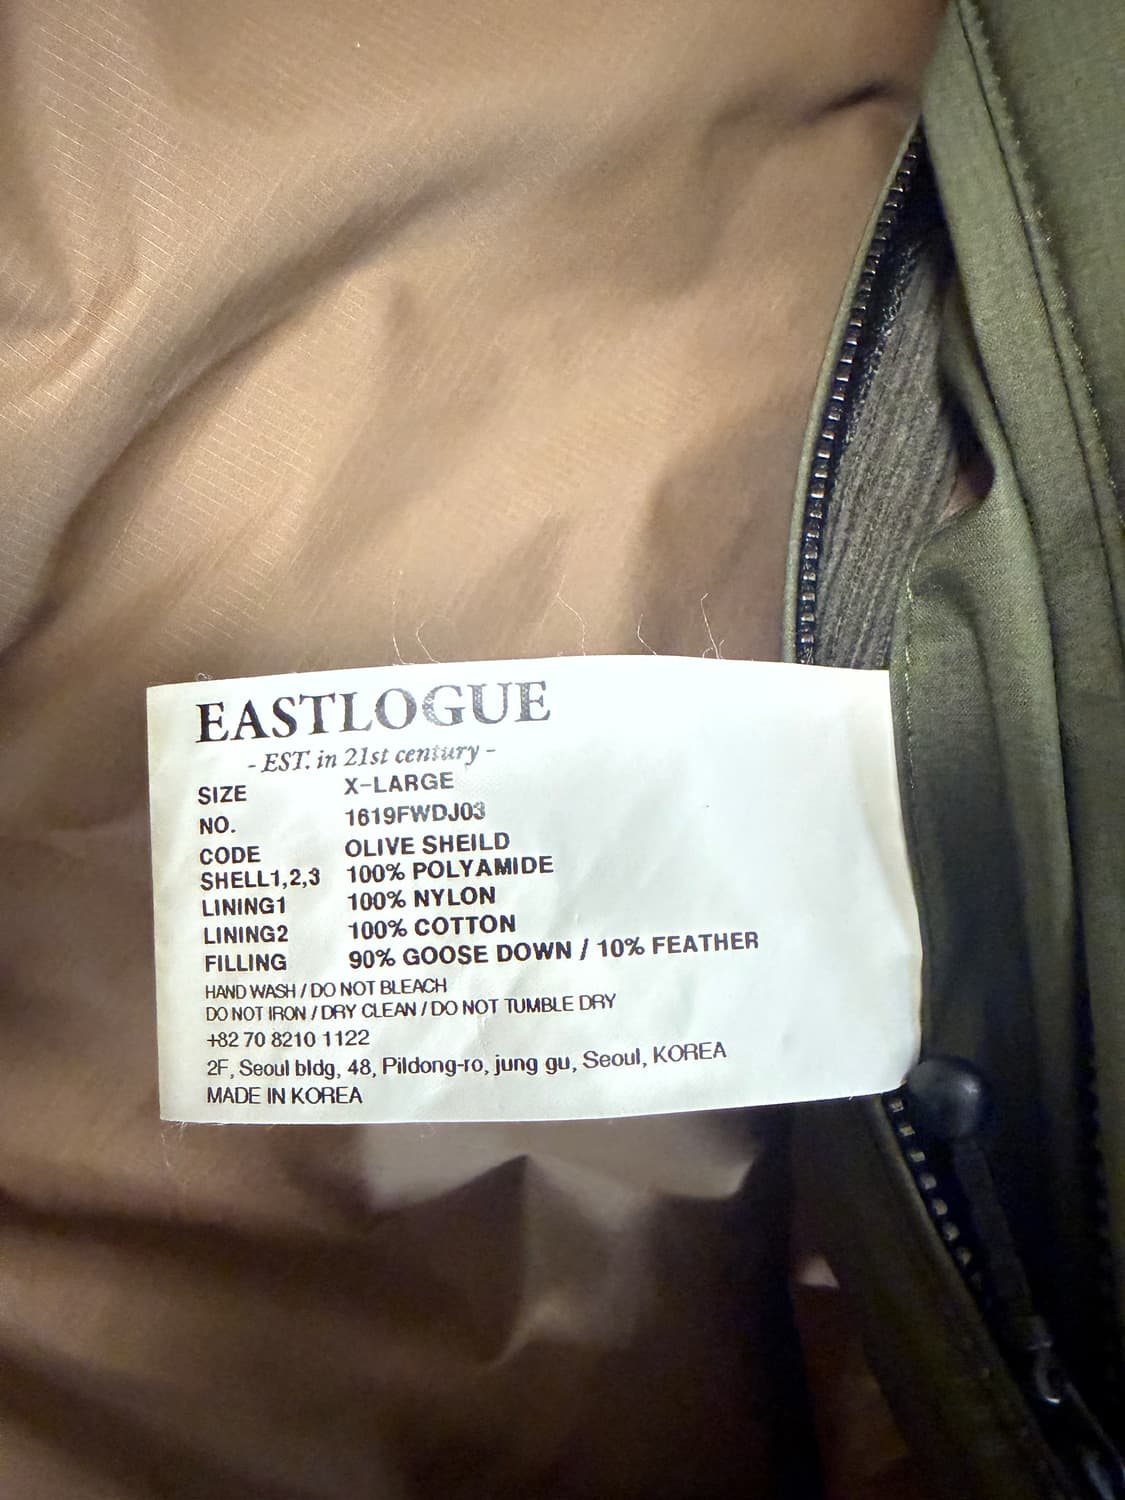 EASTLOGUE
- EST. in 21st century -
SIZE X-LARGE
NO. 1619FWDJ03
CODE OLIVE SHEILD
SHELL1,2,3 100% POLYAMIDE
LINING1 100% NYLON
LINING2 100% COTTON
FILLING 90% GOOSE DOWN / 10% FEATHER
HAND WASH / DO NOT BLEACH
DO NOT IRON / DRY CLEAN / DO NOT TUMBLE DRY
+82 70 8210 1122
2F, Seoul bldg, 48, Pildong-ro, jung gu, Seoul, KOREA
MADE IN KOREA